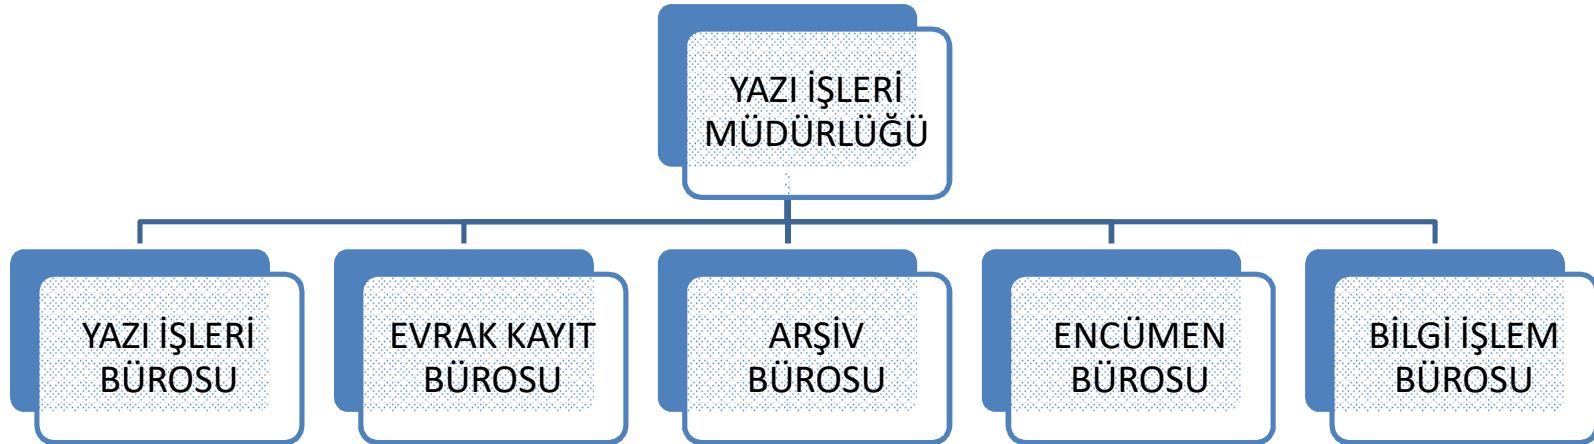 YAZI İŞLERİ
MÜDÜRLÜĞÜ
YAZI İŞLERİ
BÜROSU
EVRAK KAYIT
BÜROSU
ARŞİV
BÜROSU
ENCÜMEN
BÜROSU
BİLGİ İŞLEM
BÜROSU